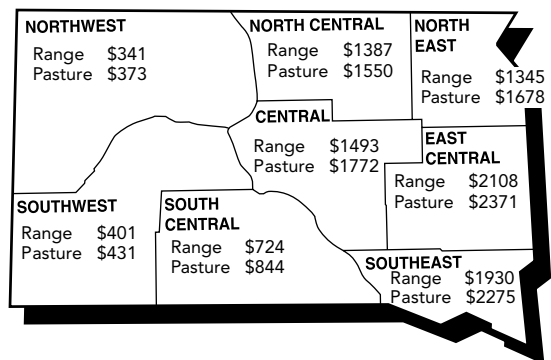 NORTHWEST
Range $341
Pasture $373
NORTH CENTRAL
Range $1387
Pasture $1550
NORTH
EAST
Range $1345
Pasture $1678
CENTRAL
Range $1493
Pasture $1772
EAST
CENTRAL
Range $2108
Pasture $2371
SOUTHWEST
Range $401
Pasture $431
SOUTH
CENTRAL
Range $724
Pasture $844
SOUTHEAST
Range $1930
Pasture $2275